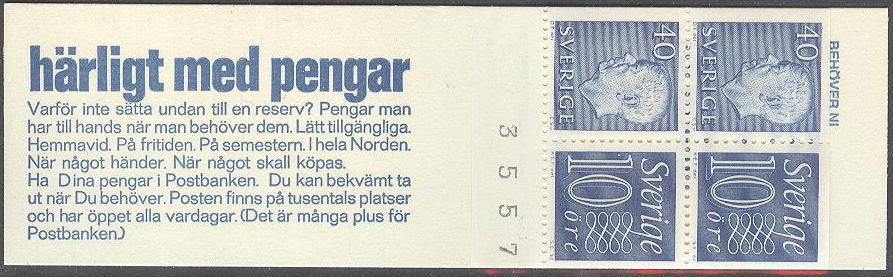 härligt med pengar
Varför inte sätta undan till en reserv? Pengar man
har till hands när man behöver dem. Lätt tillgängliga.
Hemmavid. På fritiden. På semestern. I hela Norden.
När något händer. När något skall köpas.
Ha Dina pengar i Postbanken. Du kan bekvämt ta
ut när Du behöver. Posten finns på tusentals platser
och har öppet alla vardagar. (Det är många plus för
Postbanken.)
3557
SVERIGE 40
SVERIGE 40
Sverige
10
öre
Sverige
10
öre
BEHÖVER NI